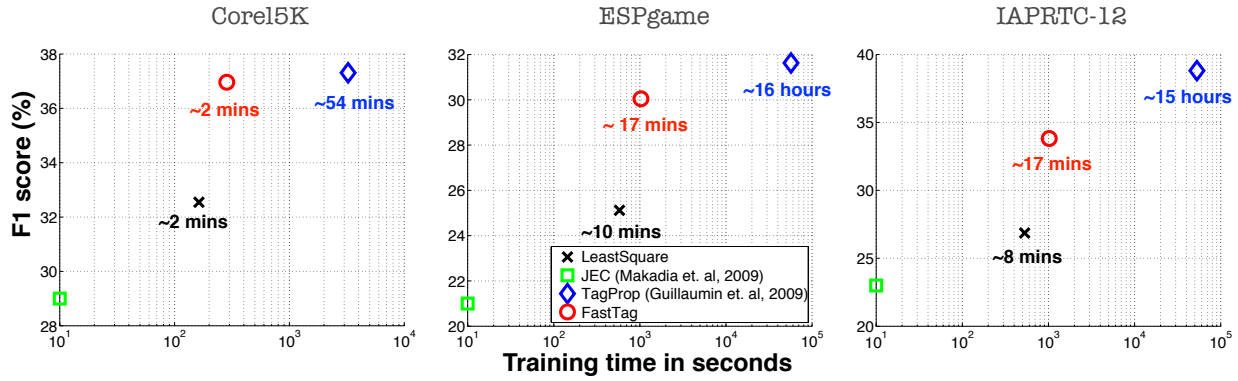 Corel5K
ESPgame
IAPRTC-12
F1 score (%)
38
36
34
32
29
28
~2 mins
~54 mins
~2 mins
10^1
10^2
10^3
10^4
32
30
28
26
24
22
20
~16 hours
~ 17 mins
~10 mins
LeastSquare
JEC (Makadia et. al, 2009)
TagProp (Guillaumin et. al, 2009)
FastTag
10^1
10^2
10^3
10^4
10^5
40
35
30
25
20
~15 hours
~17 mins
~8 mins
10^1
10^2
10^3
10^4
10^5
Training time in seconds